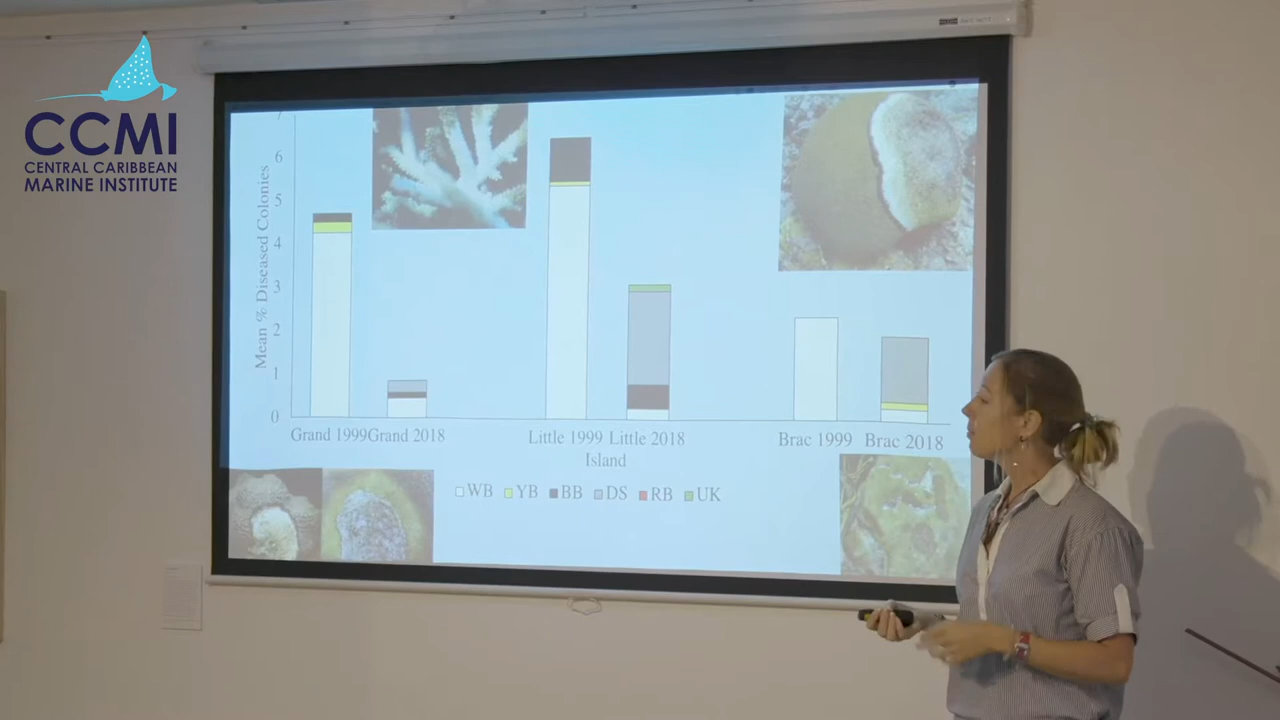 CCMI
CENTRAL CARIBBEAN
MARINE INSTITUTE
Mean % Diseased Colonies
7
6
5
4
3
2
1
0
Grand 1999 Grand 2018 Little 1999 Little 2018 Brac 1999 Brac 2018
Island
WB YB BB DS RB UK